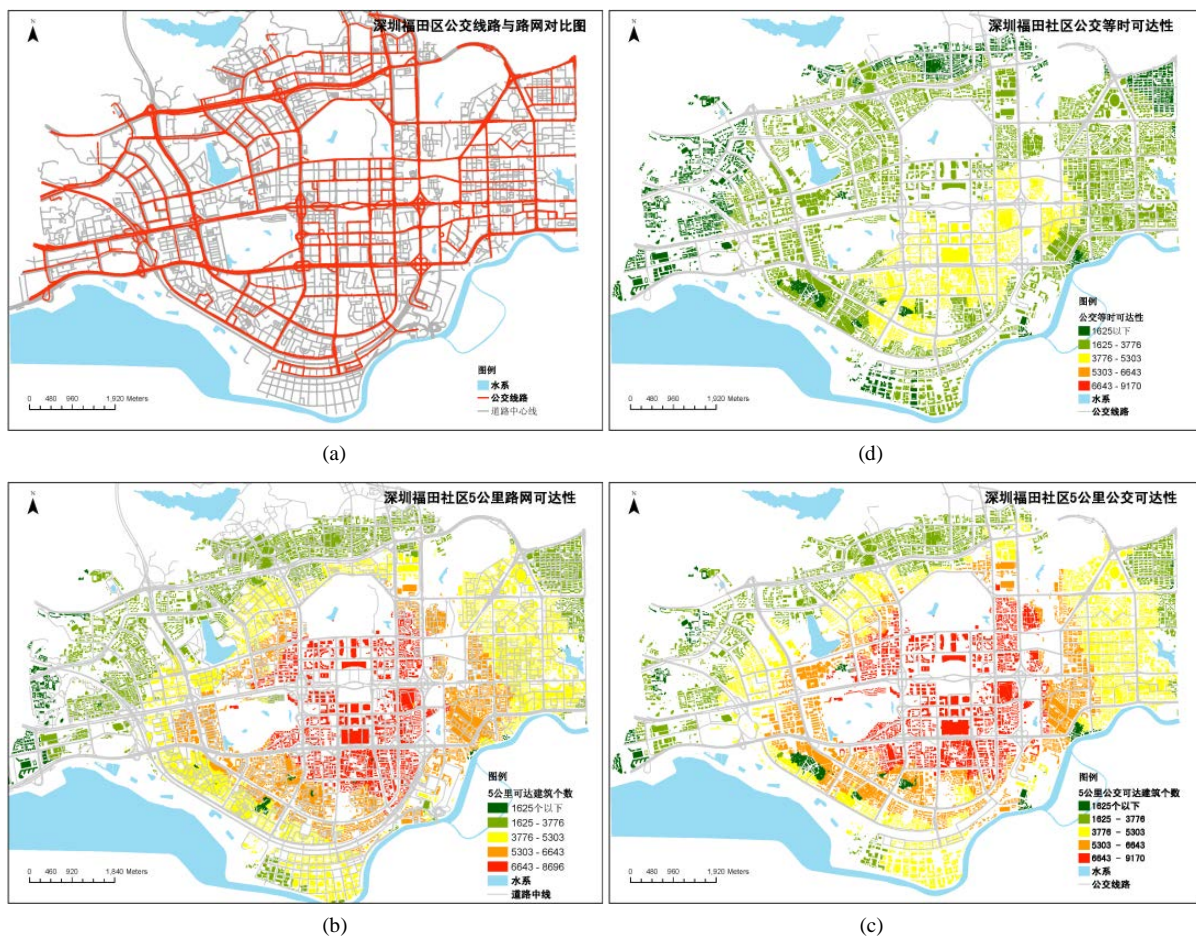 深圳福田区公交线路与路网对比图
N
图例
水系
公交线路
道路中心线
0 480 960 1,920 Meters
(a)
深圳福田社区公交等时可达性
N
图例
公交等时可达性
1625以下
1625 - 3776
3776 - 5303
5303 - 6643
6643 - 9170
水系
公交线路
0 480 960 1,920 Meters
(d)
深圳福田社区5公里路网可达性
N
图例
5公里可达建筑个数
1625个以下
1625 - 3776
3776 - 5303
5303 - 6643
6643 - 8696
水系
道路中线
0 460 920 1,840 Meters
(b)
深圳福田社区5公里公交可达性
N
图例
5公里公交可达建筑个数
1625个以下
1625 - 3776
3776 - 5303
5303 - 6643
6643 - 9170
水系
公交线路
0 480 960 1,920 Meters
(c)